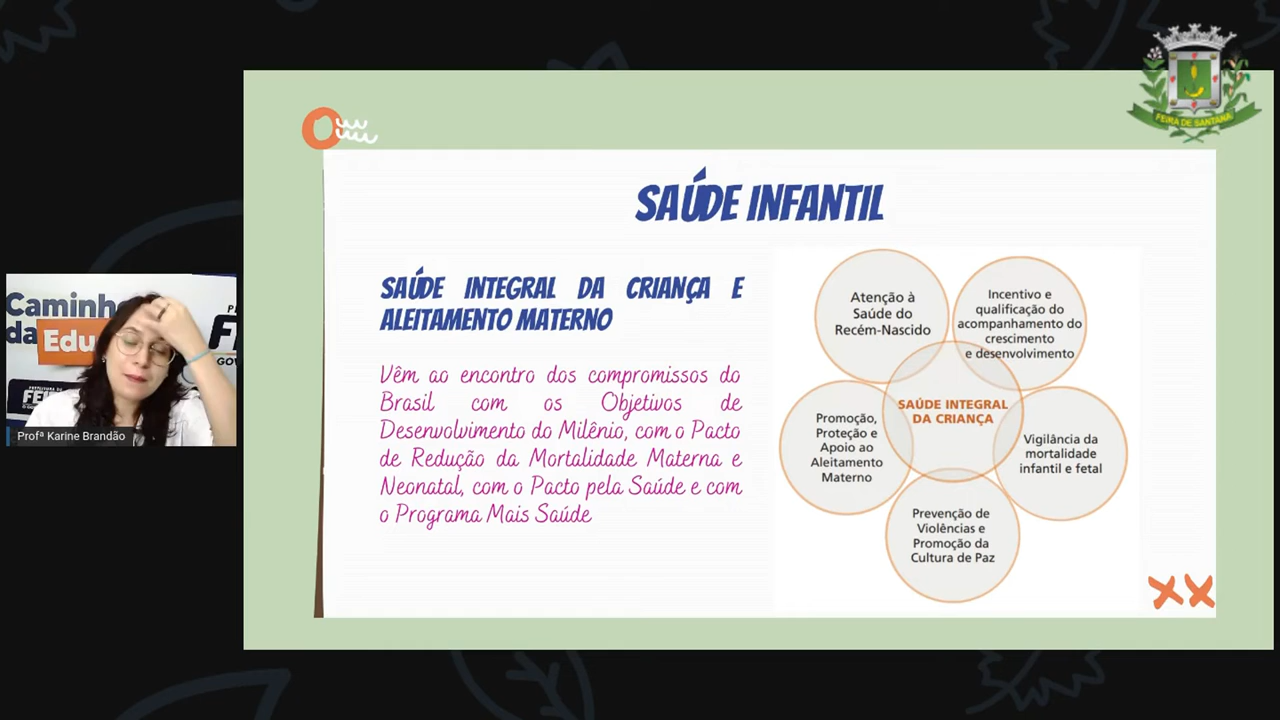 FEIRA DE SANTANA
SAÚDE INFANTIL
SAÚDE INTEGRAL DA CRIANÇA E
ALEITAMENTO MATERNO
Vêm ao encontro dos compromissos do
Brasil com os Objetivos de
Desenvolvimento do Milênio, com o Pacto
de Redução da Mortalidade Materna e
Neonatal, com o Pacto pela Saúde e com
o Programa Mais Saúde
Atenção à
Saúde do
Recém-Nascido
Incentivo e
qualificação do
acompanhamento do
crescimento
e desenvolvimento
SAÚDE INTEGRAL
DA CRIANÇA
Promoção,
Proteção e
Apoio ao
Aleitamento
Materno
Vigilância da
mortalidade
infantil e fetal
Prevenção de
Violências e
Promoção da
Cultura de Paz
Caminho
da Edu
Profª Karine Brandão